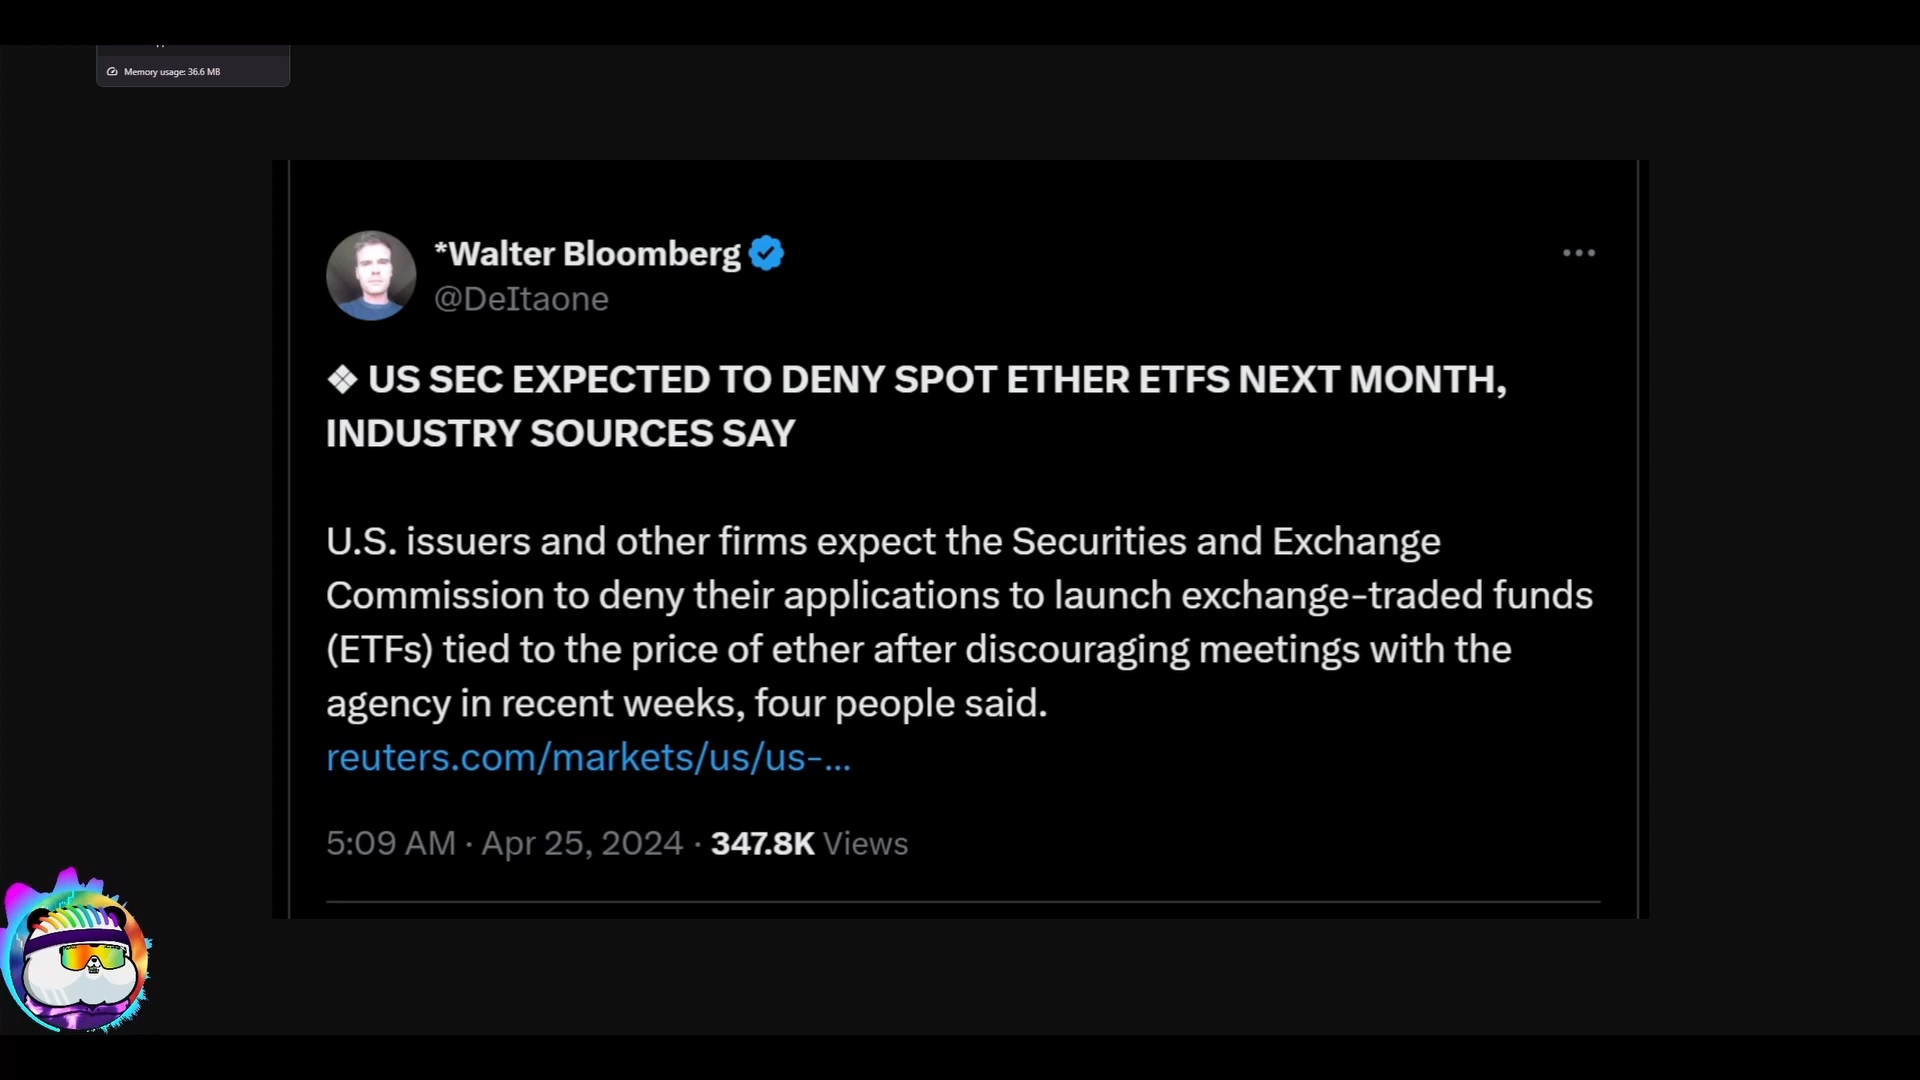 Memory usage: 36.6 MB
*Walter Bloomberg
@DeItaone
❖ US SEC EXPECTED TO DENY SPOT ETHER ETFS NEXT MONTH,
INDUSTRY SOURCES SAY
U.S. issuers and other firms expect the Securities and Exchange
Commission to deny their applications to launch exchange-traded funds
(ETFs) tied to the price of ether after discouraging meetings with the
agency in recent weeks, four people said.
reuters.com/markets/us/us-...
5:09 AM · Apr 25, 2024 · 347.8K Views